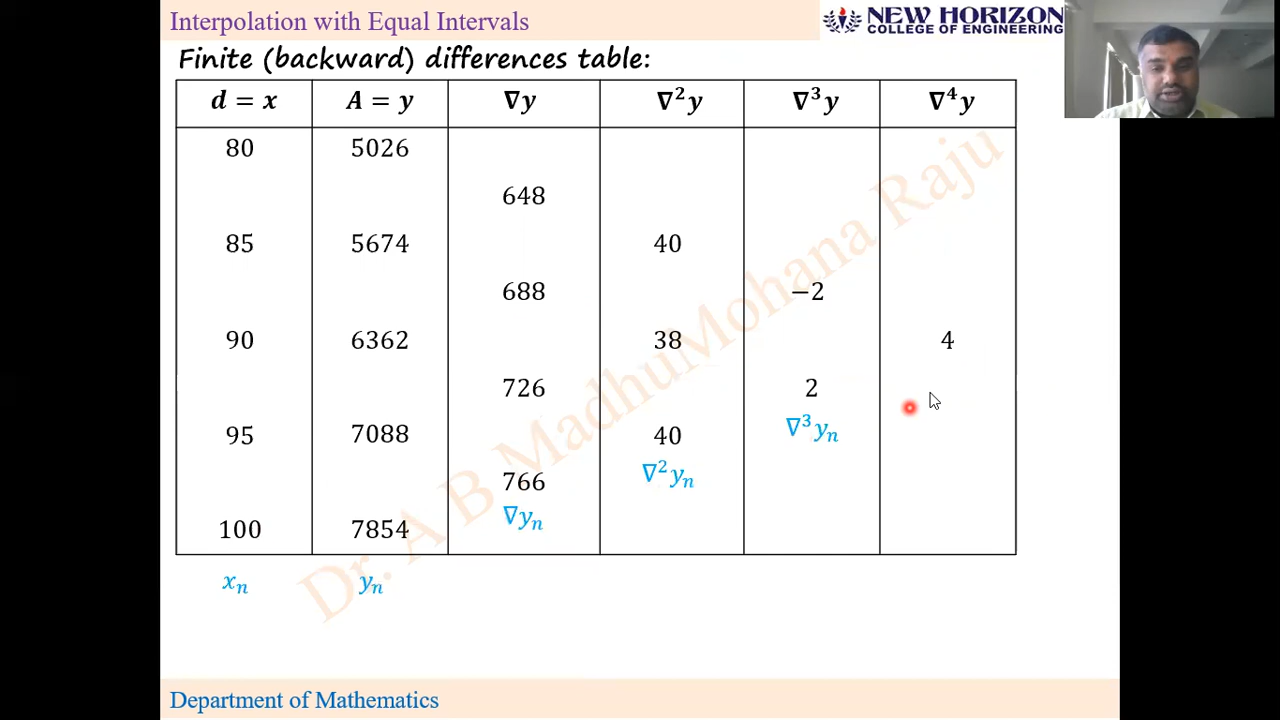 Interpolation with Equal Intervals
NEW HORIZON
COLLEGE OF ENGINEERING
Finite (backward) differences table:
d = x A = y ∇y ∇²y ∇³y ∇⁴y
80 5026
648
85 5674 40
688 −2
90 6362 38 4
726 2
∇³yₙ
95 7088 40
∇²yₙ
766
∇yₙ
100 7854
xₙ yₙ
Dr. A B MadhuMohana Raju
Department of Mathematics